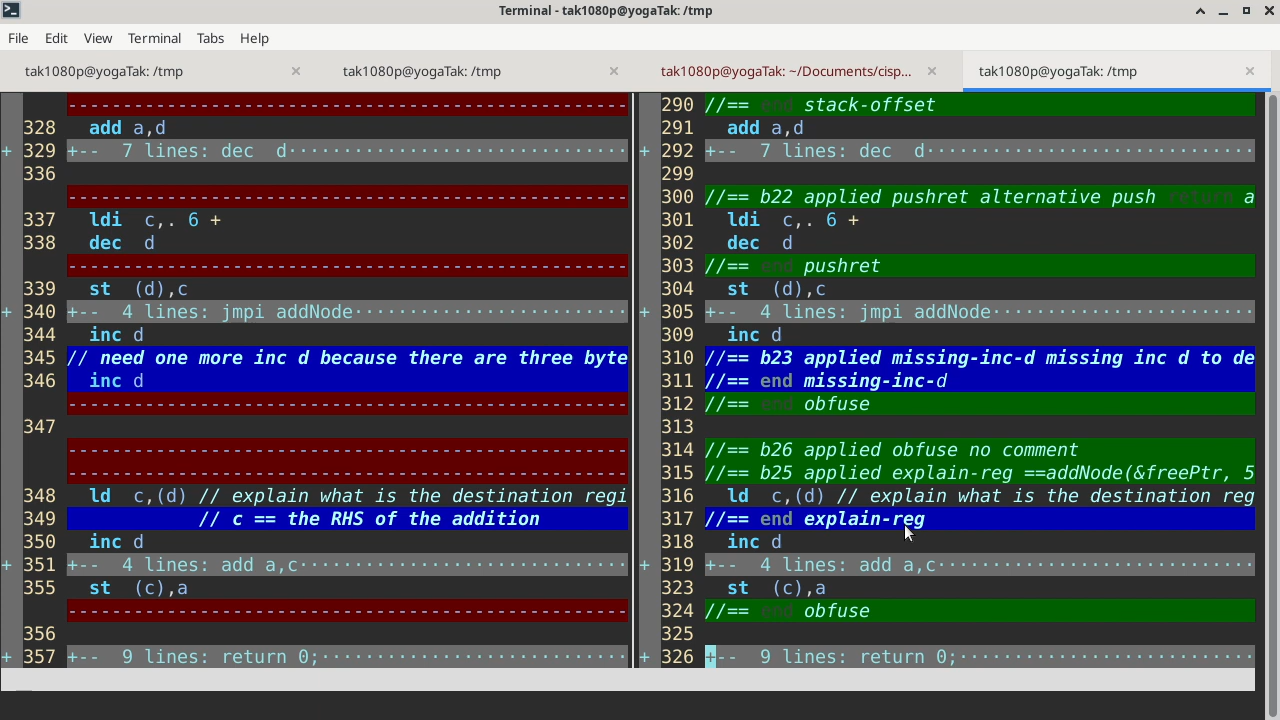 Terminal - tak1080p@yogaTak: /tmp
File Edit View Terminal Tabs Help
tak1080p@yogaTak: /tmp
tak1080p@yogaTak: /tmp
tak1080p@yogaTak: ~/Documents/cisp...
tak1080p@yogaTak: /tmp
328 add a,d
+ 329 +-- 7 lines: dec d
336
337 ldi c,. 6 +
338 dec d
339 st (d),c
+ 340 +-- 4 lines: jmpi addNode
344 inc d
345 // need one more inc d because there are three byte
346 inc d
347
348 ld c,(d) // explain what is the destination regi
349 // c == the RHS of the addition
350 inc d
+ 351 +-- 4 lines: add a,c
355 st (c),a
356
+ 357 +-- 9 lines: return 0;
290 //== end stack-offset
291 add a,d
+ 292 +-- 7 lines: dec d
299
300 //== b22 applied pushret alternative push return a
301 ldi c,. 6 +
302 dec d
303 //== end pushret
304 st (d),c
+ 305 +-- 4 lines: jmpi addNode
309 inc d
310 //== b23 applied missing-inc-d missing inc d to de
311 //== end missing-inc-d
312 //== end obfuse
313
314 //== b26 applied obfuse no comment
315 //== b25 applied explain-reg ==addNode(&freePtr, 5
316 ld c,(d) // explain what is the destination reg
317 //== end explain-reg
318 inc d
+ 319 +-- 4 lines: add a,c
323 st (c),a
324 //== end obfuse
325
+ 326 +-- 9 lines: return 0;